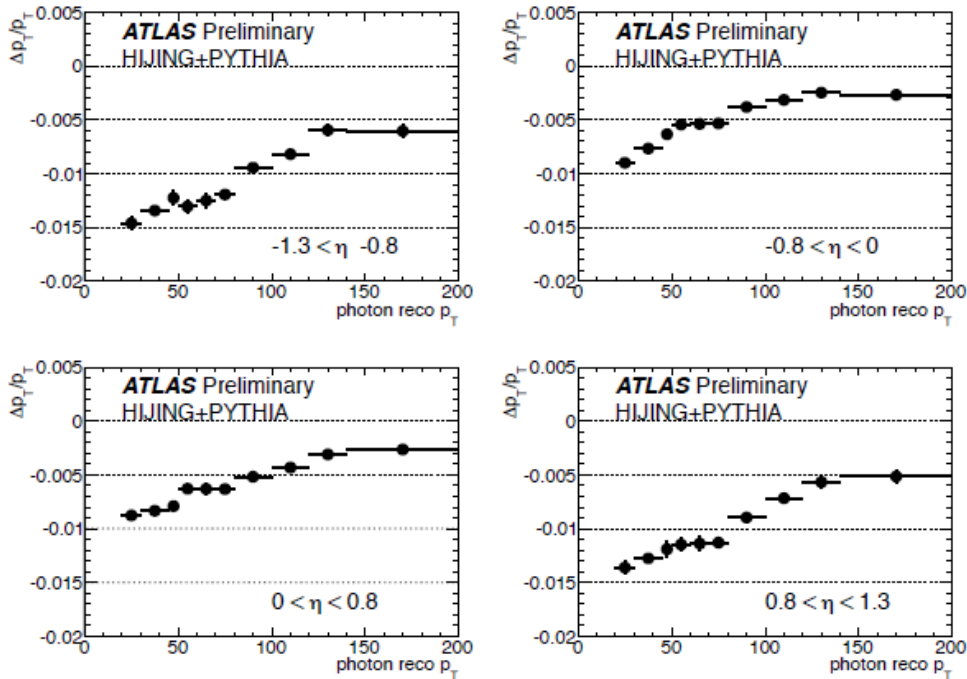 Δp_T/p_T
0.005
0
-0.005
-0.01
-0.015
-0.02
ATLAS Preliminary
HIJING+PYTHIA
-1.3 < η  -0.8
0 50 100 150 200
photon reco p_T
Δp_T/p_T
0.005
0
-0.005
-0.01
-0.015
-0.02
ATLAS Preliminary
HIJING+PYTHIA
-0.8 < η < 0
0 50 100 150 200
photon reco p_T
Δp_T/p_T
0.005
0
-0.005
-0.01
-0.015
-0.02
ATLAS Preliminary
HIJING+PYTHIA
0 < η < 0.8
0 50 100 150 200
photon reco p_T
Δp_T/p_T
0.005
0
-0.005
-0.01
-0.015
-0.02
ATLAS Preliminary
HIJING+PYTHIA
0.8 < η < 1.3
0 50 100 150 200
photon reco p_T